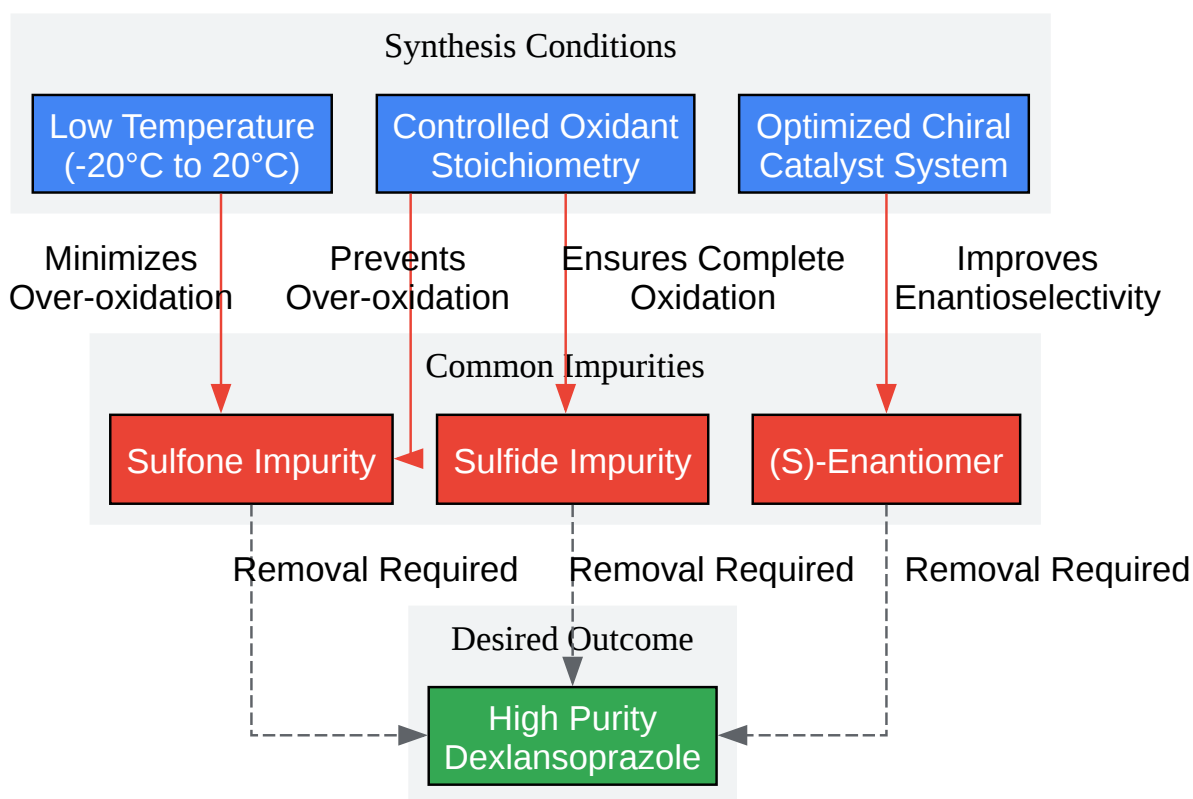 Synthesis Conditions
Low Temperature
(-20°C to 20°C)
Controlled Oxidant
Stoichiometry
Optimized Chiral
Catalyst System
Minimizes
Over-oxidation
Prevents
Over-oxidation
Ensures Complete
Oxidation
Improves
Enantioselectivity
Common Impurities
Sulfone Impurity
Sulfide Impurity
(S)-Enantiomer
Removal Required
Removal Required
Removal Required
Desired Outcome
High Purity
Dexlansoprazole